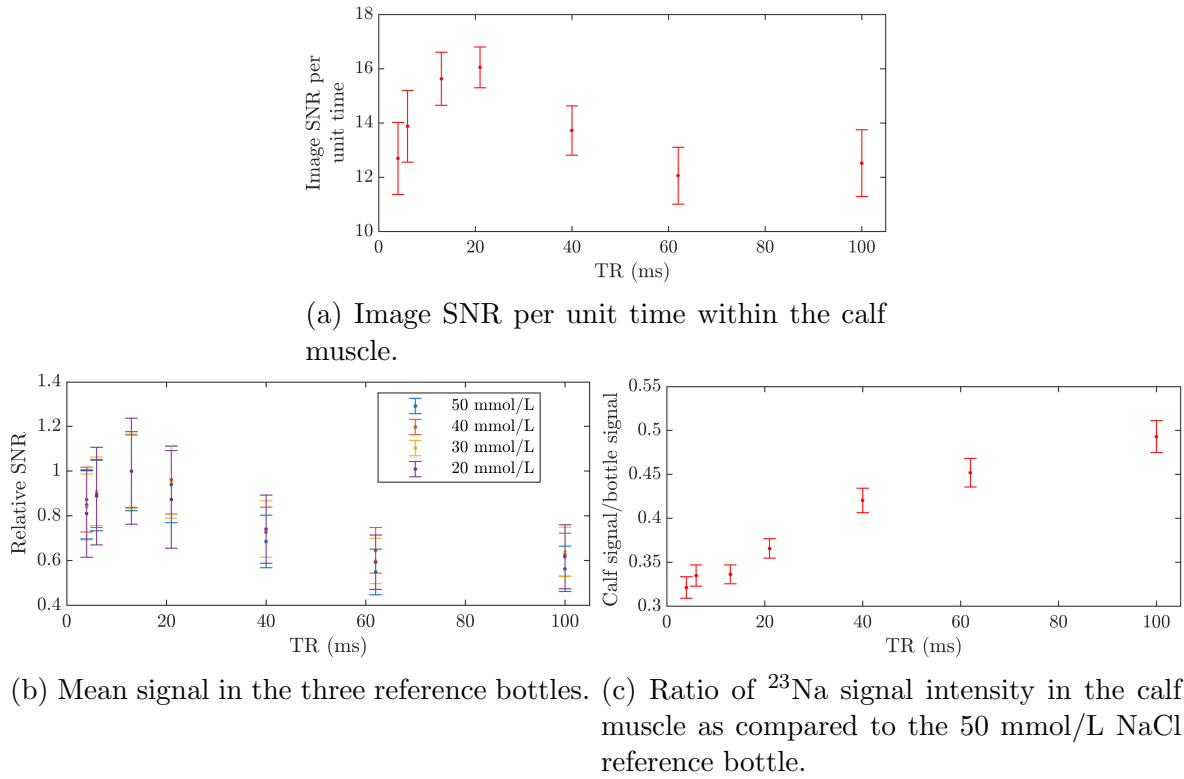 18
16
14
12
10
Image SNR per
unit time
0 20 40 60 80 100
TR (ms)
(a) Image SNR per unit time within the calf
muscle.
1.4
1.2
1
0.8
0.6
0.4
Relative SNR
50 mmol/L
40 mmol/L
30 mmol/L
20 mmol/L
0 20 40 60 80 100
TR (ms)
(b) Mean signal in the three reference bottles.
0.55
0.5
0.45
0.4
0.35
0.3
Calf signal/bottle signal
0 20 40 60 80 100
TR (ms)
(c) Ratio of ²³Na signal intensity in the calf
muscle as compared to the 50 mmol/L NaCl
reference bottle.